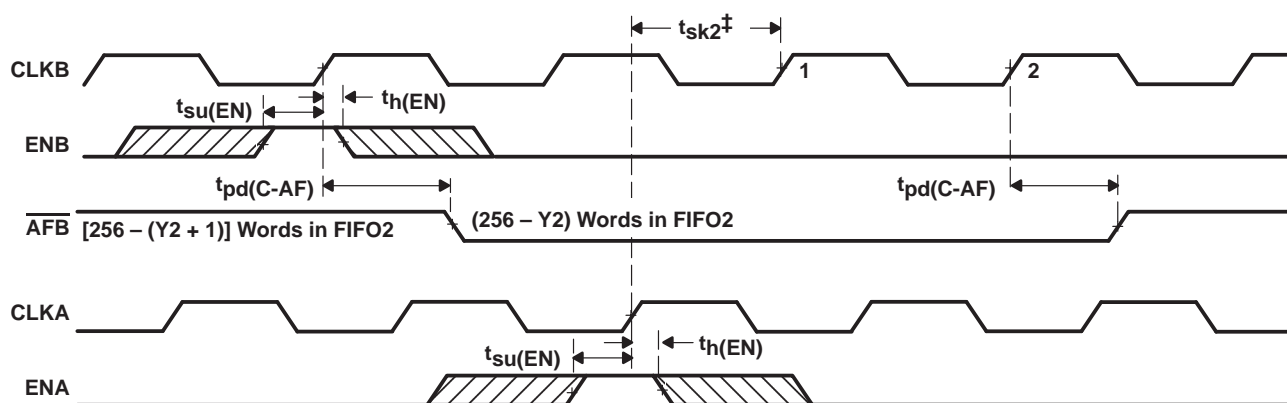 tsk2‡
CLKB
1
2
tsu(EN)
th(EN)
ENB
tpd(C-AF)
tpd(C-AF)
AFB
[256 – (Y2 + 1)] Words in FIFO2
(256 – Y2) Words in FIFO2
CLKA
tsu(EN)
th(EN)
ENA